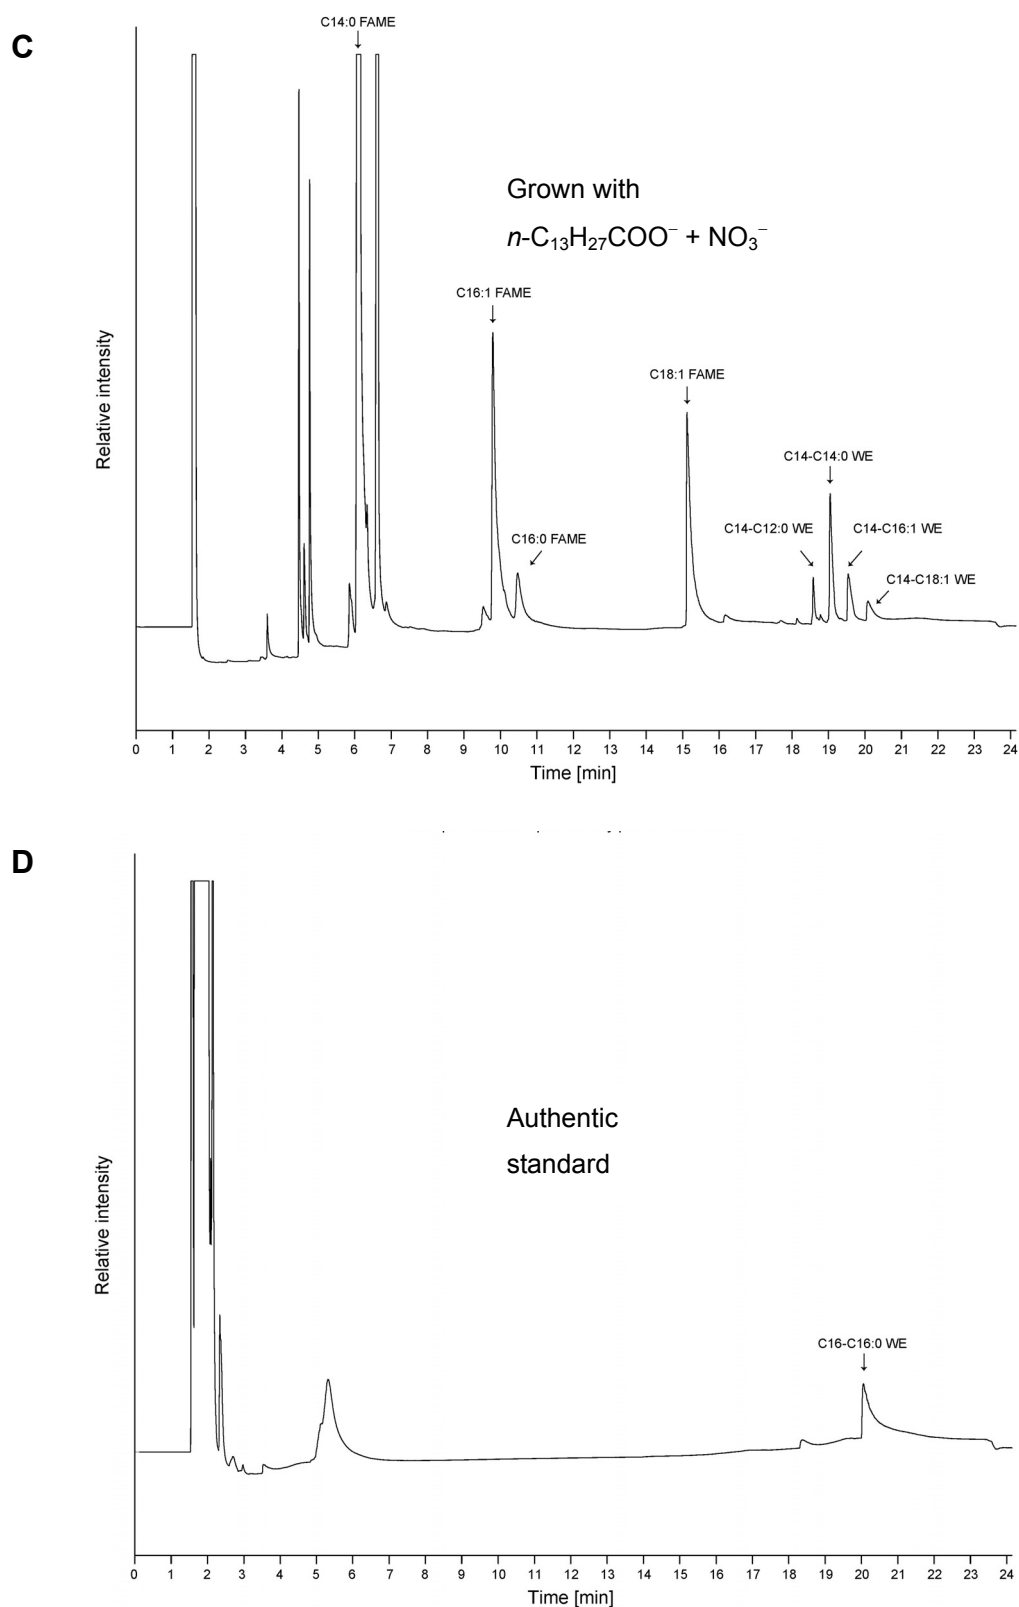 C
C14:0 FAME
Grown with
n-C₁₃H₂₇COO⁻ + NO₃⁻
C16:1 FAME
C18:1 FAME
C14-C14:0 WE
C14-C12:0 WE
C14-C16:1 WE
C16:0 FAME
C14-C18:1 WE
Relative intensity
0 1 2 3 4 5 6 7 8 9 10 11 12 13 14 15 16 17 18 19 20 21 22 23 24
Time [min]
D
Authentic
standard
C16-C16:0 WE
Relative intensity
0 1 2 3 4 5 6 7 8 9 10 11 12 13 14 15 16 17 18 19 20 21 22 23 24
Time [min]